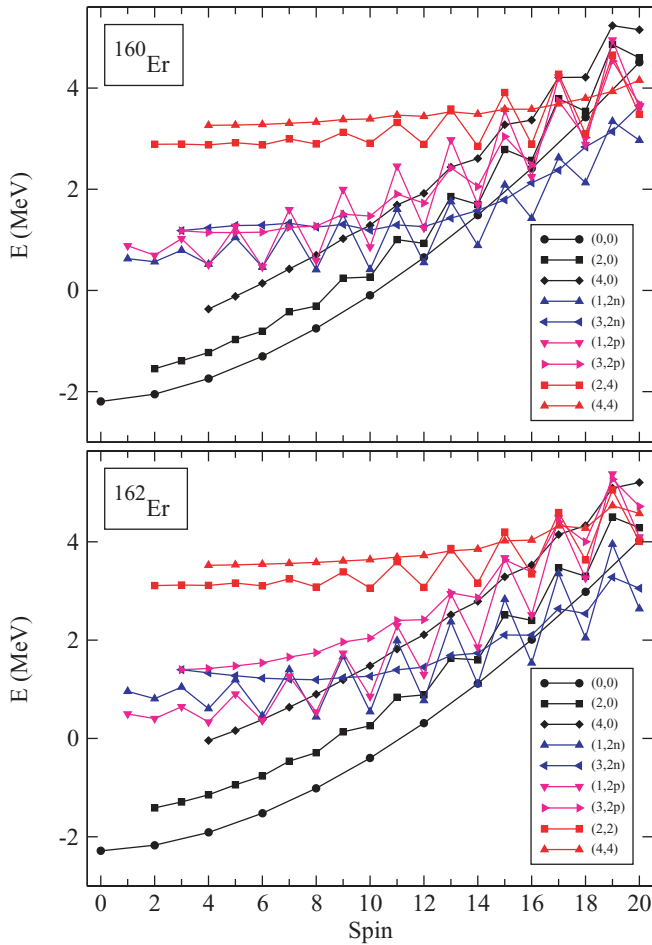 160Er
E (MeV)
4
2
0
-2
(0,0)
(2,0)
(4,0)
(1,2n)
(3,2n)
(1,2p)
(3,2p)
(2,4)
(4,4)
162Er
E (MeV)
4
2
0
-2
(0,0)
(2,0)
(4,0)
(1,2n)
(3,2n)
(1,2p)
(3,2p)
(2,2)
(4,4)
0 2 4 6 8 10 12 14 16 18 20
Spin